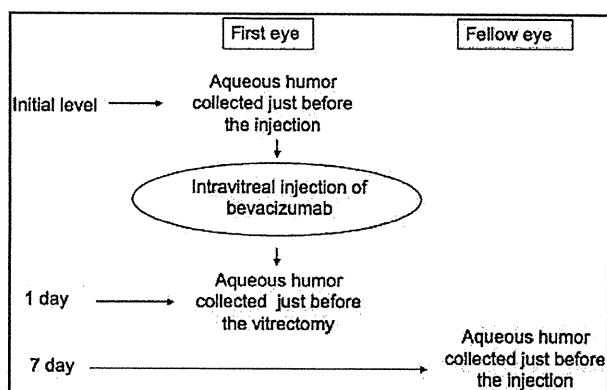 First eye
Fellow eye
Initial level
Aqueous humor
collected just before
the injection
Intravitreal injection of
bevacizumab
1 day
Aqueous humor
collected just before
the vitrectomy
7 day
Aqueous humor
collected just before
the injection